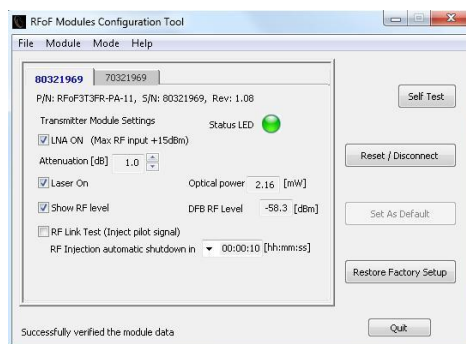 RFoF Modules Configuration Tool
File Module Mode Help
80321969 70321969
P/N: RFoF3T3FR-PA-11, S/N: 80321969, Rev: 1.08
Transmitter Module Settings
Status LED
LNA ON (Max RF input +15dBm)
Attenuation [dB] 1.0
Laser On
Optical power 2.16 [mW]
Show RF level
DFB RF Level -58.3 [dBm]
RF Link Test (Inject pilot signal)
RF Injection automatic shutdown in 00:00:10 [hh:mm:ss]
Self Test
Reset / Disconnect
Set As Default
Restore Factory Setup
Successfully verified the module data
Quit